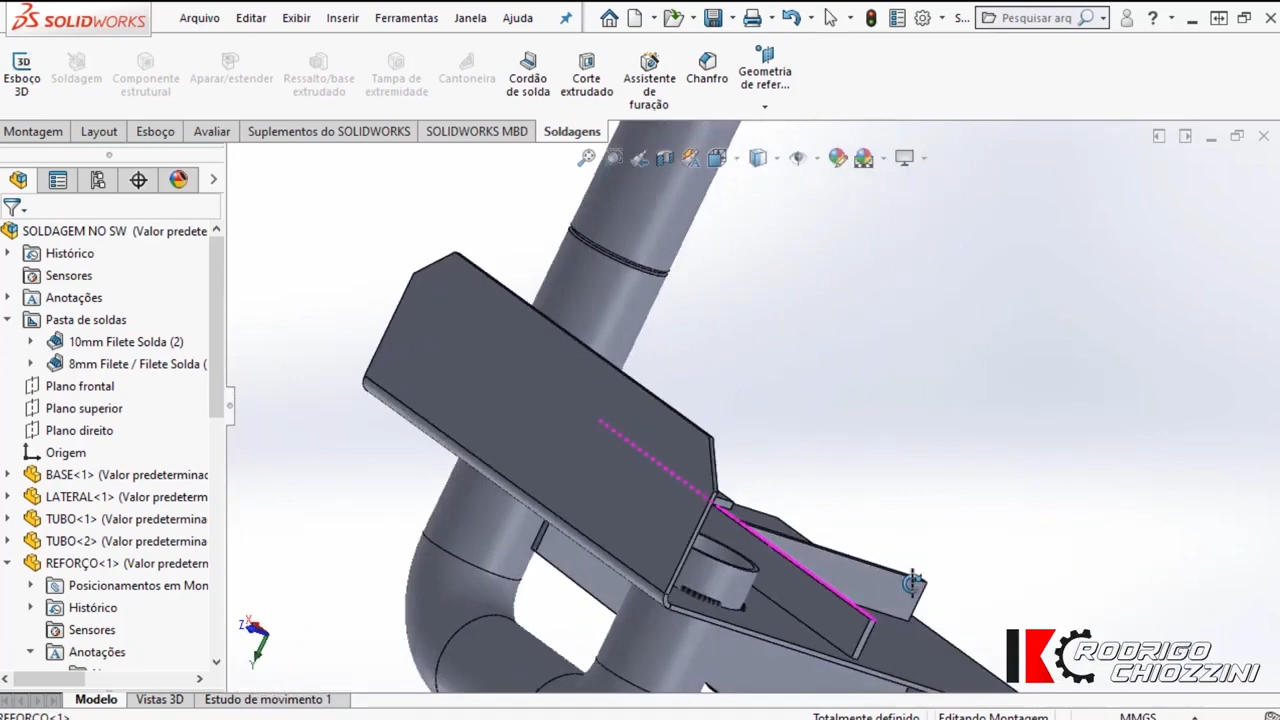 SOLIDWORKS
Arquivo Editar Exibir Inserir Ferramentas Janela Ajuda S... Pesquisar arq ?
3D
Esboço 3D
Soldagem
Componente estrutural
Aparar/estender
Ressalto/base extrudado
Tampa de extremidade
Cantoneira
Cordão de solda
Corte extrudado
Assistente de furação
Chanfro
Geometria de refer...
Montagem Layout Esboço Avaliar Suplementos do SOLIDWORKS SOLIDWORKS MBD Soldagens
SOLDAGEM NO SW (Valor predete
Histórico
Sensores
Anotações
Pasta de soldas
10mm Filete Solda (2)
8mm Filete / Filete Solda (
Plano frontal
Plano superior
Plano direito
Origem
BASE<1> (Valor predeterminac
LATERAL<1> (Valor determ
TUBO<1> (Valor predetermina
TUBO<2> (Valor predetermina
REFORÇO<1> (Valor predetern
Posicionamentos em Mon
Histórico
Sensores
Anotações
Z X Y
RODRIGO
CHIOZZINI
Modelo Vistas 3D Estudo de movimento 1
REFORÇO<1> Totalmente definido Editando Montagem MMGS